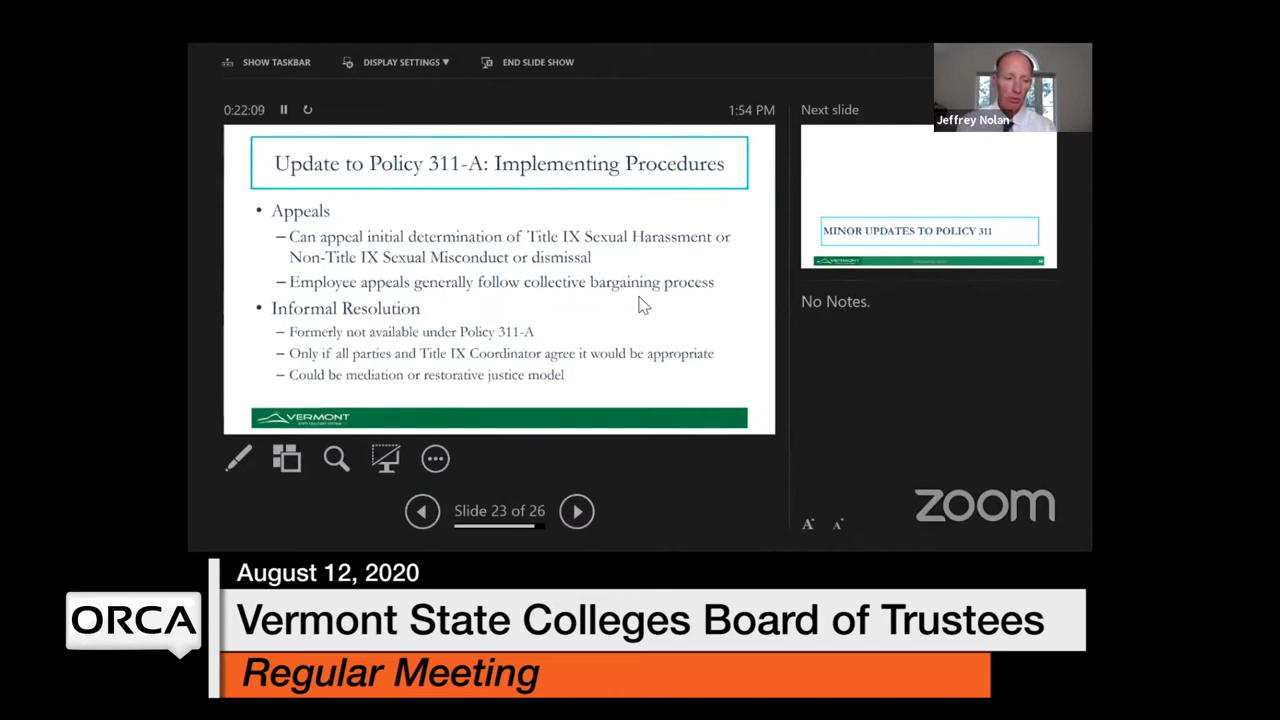 SHOW TASKBAR
DISPLAY SETTINGS
END SLIDE SHOW
0:22:09
1:54 PM
Next slide
Jeffrey Nolan
Update to Policy 311-A: Implementing Procedures
• Appeals
– Can appeal initial determination of Title IX Sexual Harassment or
Non-Title IX Sexual Misconduct or dismissal
– Employee appeals generally follow collective bargaining process
• Informal Resolution
– Formerly not available under Policy 311-A
– Only if all parties and Title IX Coordinator agree it would be appropriate
– Could be mediation or restorative justice model
VERMONT
MINOR UPDATES TO POLICY 311
VERMONT
No Notes.
Slide 23 of 26
A A
zoom
August 12, 2020
ORCA
Vermont State Colleges Board of Trustees
Regular Meeting